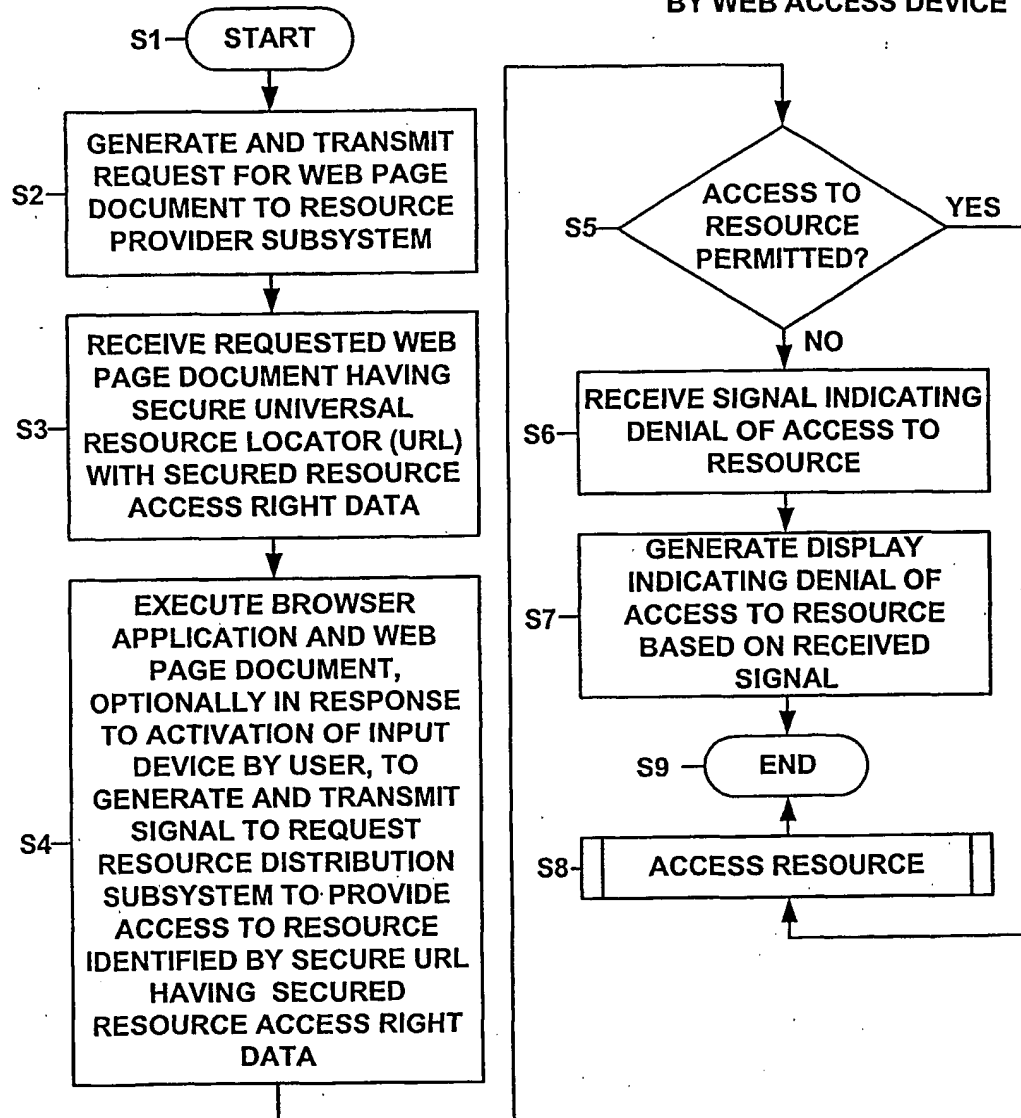 BY WEB ACCESS DEVICE
S1
START
S2
GENERATE AND TRANSMIT
REQUEST FOR WEB PAGE
DOCUMENT TO RESOURCE
PROVIDER SUBSYSTEM
S3
RECEIVE REQUESTED WEB
PAGE DOCUMENT HAVING
SECURE UNIVERSAL
RESOURCE LOCATOR (URL)
WITH SECURED RESOURCE
ACCESS RIGHT DATA
S4
EXECUTE BROWSER
APPLICATION AND WEB
PAGE DOCUMENT,
OPTIONALLY IN RESPONSE
TO ACTIVATION OF INPUT
DEVICE BY USER, TO
GENERATE AND TRANSMIT
SIGNAL TO REQUEST
RESOURCE DISTRIBUTION
SUBSYSTEM TO PROVIDE
ACCESS TO RESOURCE
IDENTIFIED BY SECURE URL
HAVING SECURED
RESOURCE ACCESS RIGHT
DATA
S5
ACCESS TO
RESOURCE
PERMITTED?
YES
NO
S6
RECEIVE SIGNAL INDICATING
DENIAL OF ACCESS TO
RESOURCE
S7
GENERATE DISPLAY
INDICATING DENIAL OF
ACCESS TO RESOURCE
BASED ON RECEIVED
SIGNAL
S9
END
S8
ACCESS RESOURCE